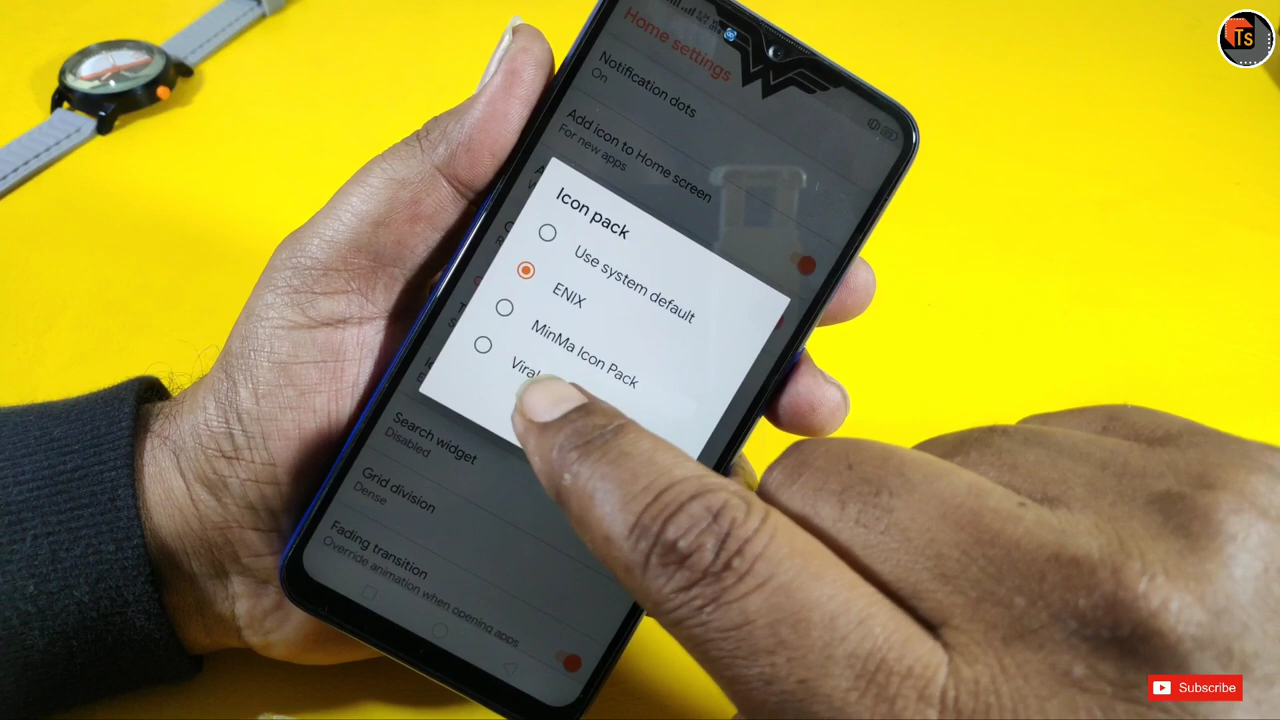 Ts
Home settings
Notification dots
On
Add icon to Home screen
For new apps
Icon pack
Use system default
ENIX
MinMa Icon Pack
Viral
Search widget
Disabled
Grid division
Dense
Fading transition
Override animation when opening apps
Subscribe